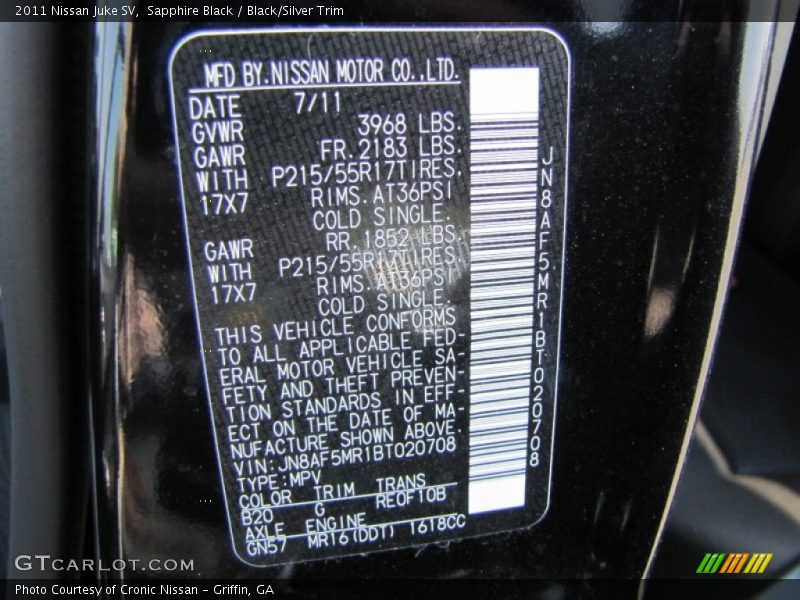 2011 Nissan Juke SV,  Sapphire Black / Black/Silver Trim
MFD BY.NISSAN MOTOR CO.,LTD.
DATE 7/11
GVWR 3968 LBS.
GAWR FR.2183 LBS.
WITH P215/55R17TIRES.
17X7 RIMS.AT36PSI
COLD SINGLE.
GAWR RR.1852 LBS.
WITH P215/55R17TIRES.
17X7 RIMS.AT36PSI
COLD SINGLE.
THIS VEHICLE CONFORMS
TO ALL APPLICABLE FED-
ERAL MOTOR VEHICLE SA-
FETY AND THEFT PREVEN-
TION STANDARDS IN EFF-
ECT ON THE DATE OF MA-
NUFACTURE SHOWN ABOVE.
VIN:JN8AF5MR1BT020708
TYPE:MPV
COLOR TRIM TRANS
B20 G RE0F10B
AXLE ENGINE
GN57 MR16(DDT) 1618CC
JN8AF5MR1BT020708
GTCARLOT.COM
Photo Courtesy of Cronic Nissan - Griffin, GA